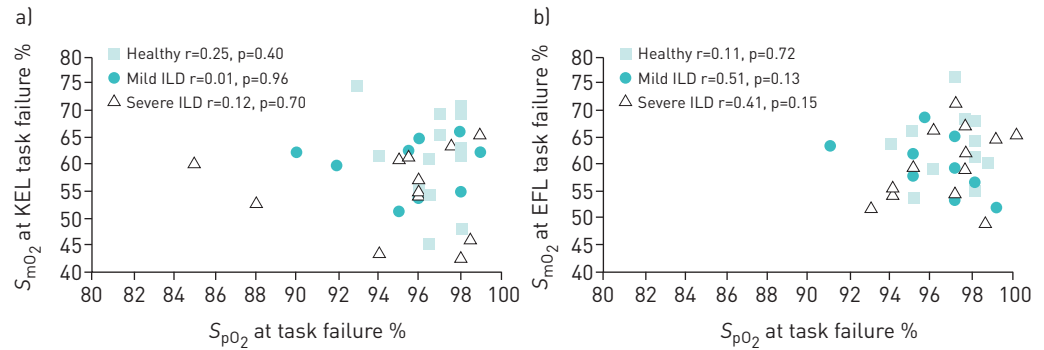 a)
80
75
70
65
60
55
50
45
40
SmO2 at KEL task failure %
Healthy r=0.25, p=0.40
Mild ILD r=0.01, p=0.96
Severe ILD r=0.12, p=0.70
80 82 84 86 88 90 92 94 96 98 100
SpO2 at task failure %
b)
80
75
70
65
60
55
50
45
40
SmO2 at EFL task failure %
Healthy r=0.11, p=0.72
Mild ILD r=0.51, p=0.13
Severe ILD r=0.41, p=0.15
80 82 84 86 88 90 92 94 96 98 100
SpO2 at task failure %